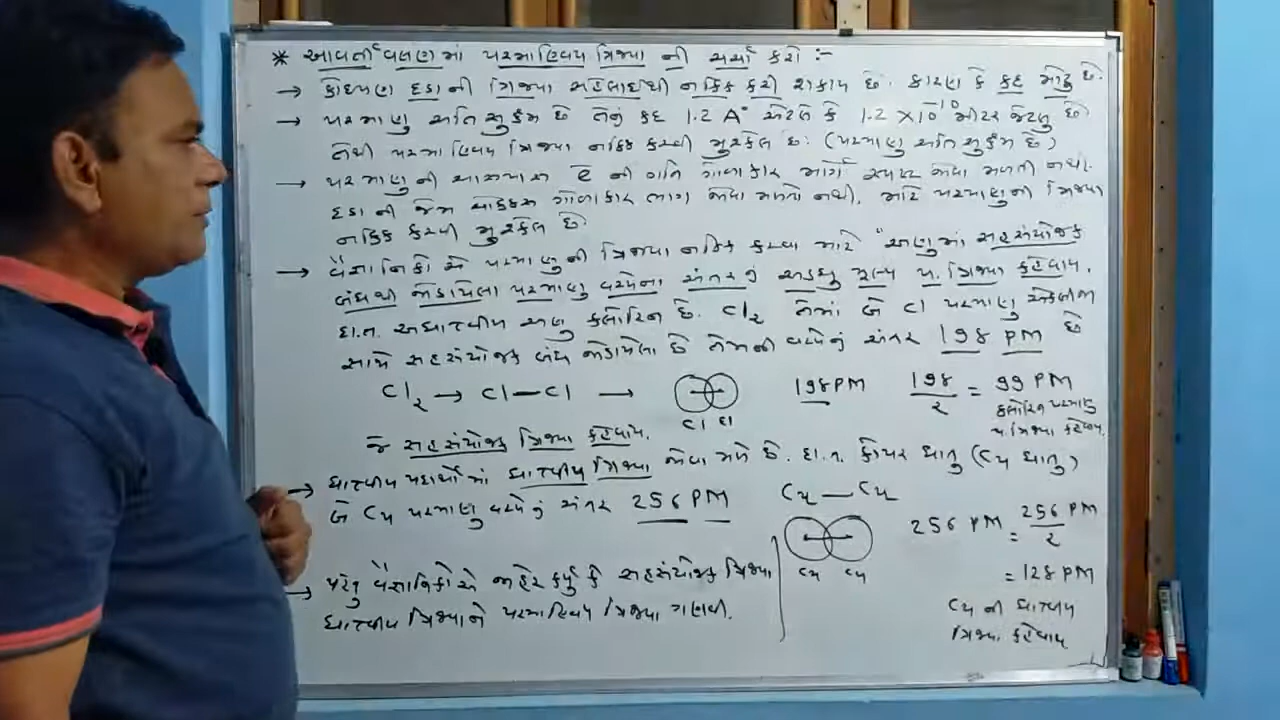 * આવર્તી વલણ માં પરમાણ્વિય ત્રિજ્યા ની ચર્ચા કરો :-
→ કોઇપણ દડા ની ત્રિજ્યા સહેલાઇથી નક્કિ કરી શકાય છે. કારણ કે કદ મોટુ છે.
→ પરમાણુ અતિ સુક્ષ્મ છે તેનું કદ 1.2 A° એટલે કે 1.2 × 10⁻¹⁰ મીટર જેટલુ છે
તેથી પરમાણ્વિય ત્રિજ્યા નક્કિ કરવી મુશ્કેલ છે. (પરમાણુ અતિ સુક્ષ્મ છે)
→ પરમાણુ ની આસપાસ e̅ ની ગતિ ગોળાકાર માર્ગે સ્પષ્ટ જોવા મળતી નથી.
દડા ની જેમ ચોક્કસ ગોળાકાર ભાગ જોવા મળતો નથી, માટે પરમાણુની ત્રિજ્યા
નક્કિ કરવી મુશ્કેલ છે.
→ વૈજ્ઞાનિકો એ પરમાણુ ની ત્રિજ્યા નક્કિ કરવા માટે "અણુમાં સહસંયોજક
બંધથી જોડાયેલા પરમાણુ વચ્ચેના અંતરનું અડધુ મુલ્ય પ. ત્રિજ્યા કહેવાય.
દા.ત. અધાત્વીય અણુ ક્લોરિન છે. Cl₂ તેમાં બે Cl પરમાણુ એકબીજા
સાથે સહસંયોજક બંધ જોડાયેલા છે તેમની વચ્ચેનું અંતર 198 PM છે
Cl₂ → Cl—Cl → 198 PM 198/2 = 99 PM
Cl Cl ક્લોરિન પરમાણુ
પ. ત્રિજ્યા કહેવાય.
જે સહસંયોજક ત્રિજ્યા કહેવાય.
→ ધાત્વીય પદાર્થોમાં ધાત્વીય ત્રિજ્યા જોવા મળે છે. દા.ત. કોપર ધાતુ (Cu ધાતુ)
બે Cu પરમાણુ વચ્ચેનું અંતર 256 PM
Cu — Cu
Cu Cu
256 PM = 256 PM/2
= 128 PM
Cu ની ધાત્વીય
ત્રિજ્યા કહેવાય
→ પરંતુ વૈજ્ઞાનિકોએ જાહેર કર્યુ કે સહસંયોજક ત્રિજ્યા
ધાત્વીય ત્રિજ્યાને પરમાણ્વિય ત્રિજ્યા ગણવી.